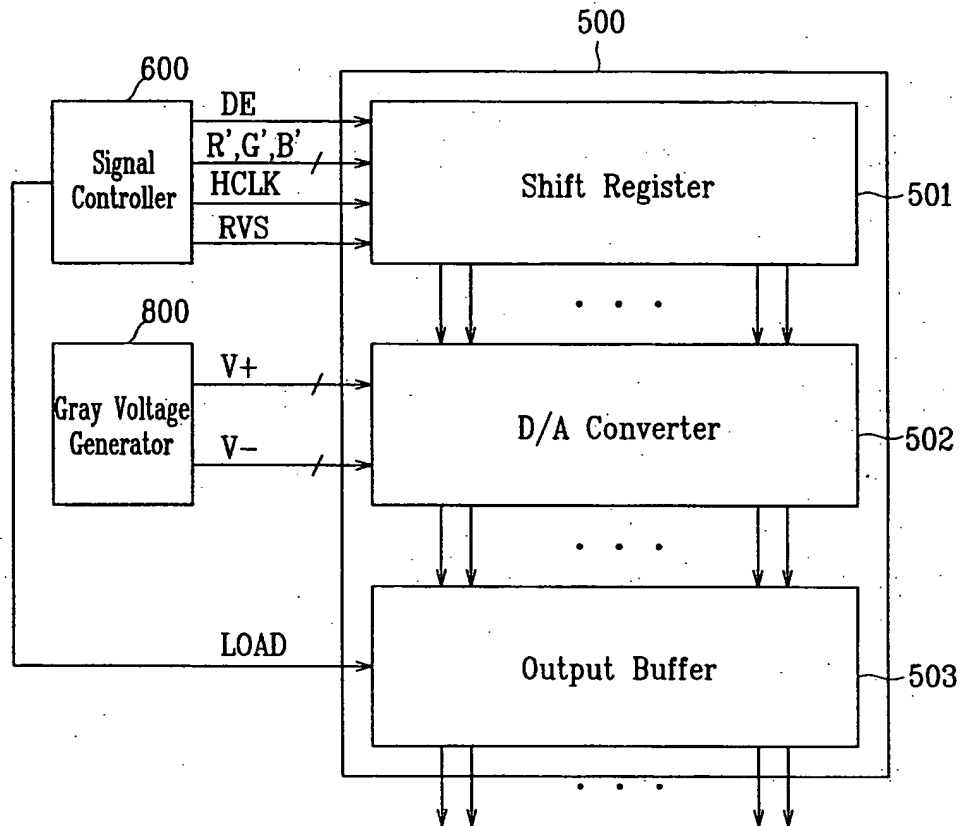 500
600
DE
R',G',B'
HCLK
RVS
Signal
Controller
Shift Register
501
800
V+
V-
Gray Voltage
Generator
D/A Converter
502
LOAD
Output Buffer
503